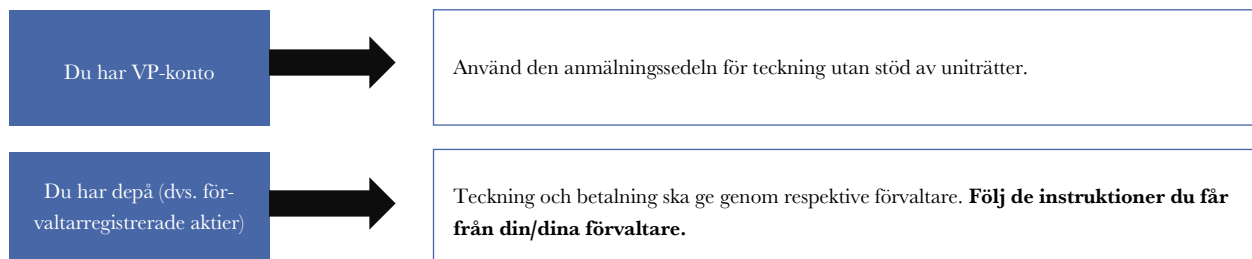 Du har VP-konto
Använd den anmälningssedeln för teckning utan stöd av uniträtter.
Du har depå (dvs. för-
valtarregistrerade aktier)
Teckning och betalning ska ge genom respektive förvaltare. Följ de instruktioner du får
från din/dina förvaltare.